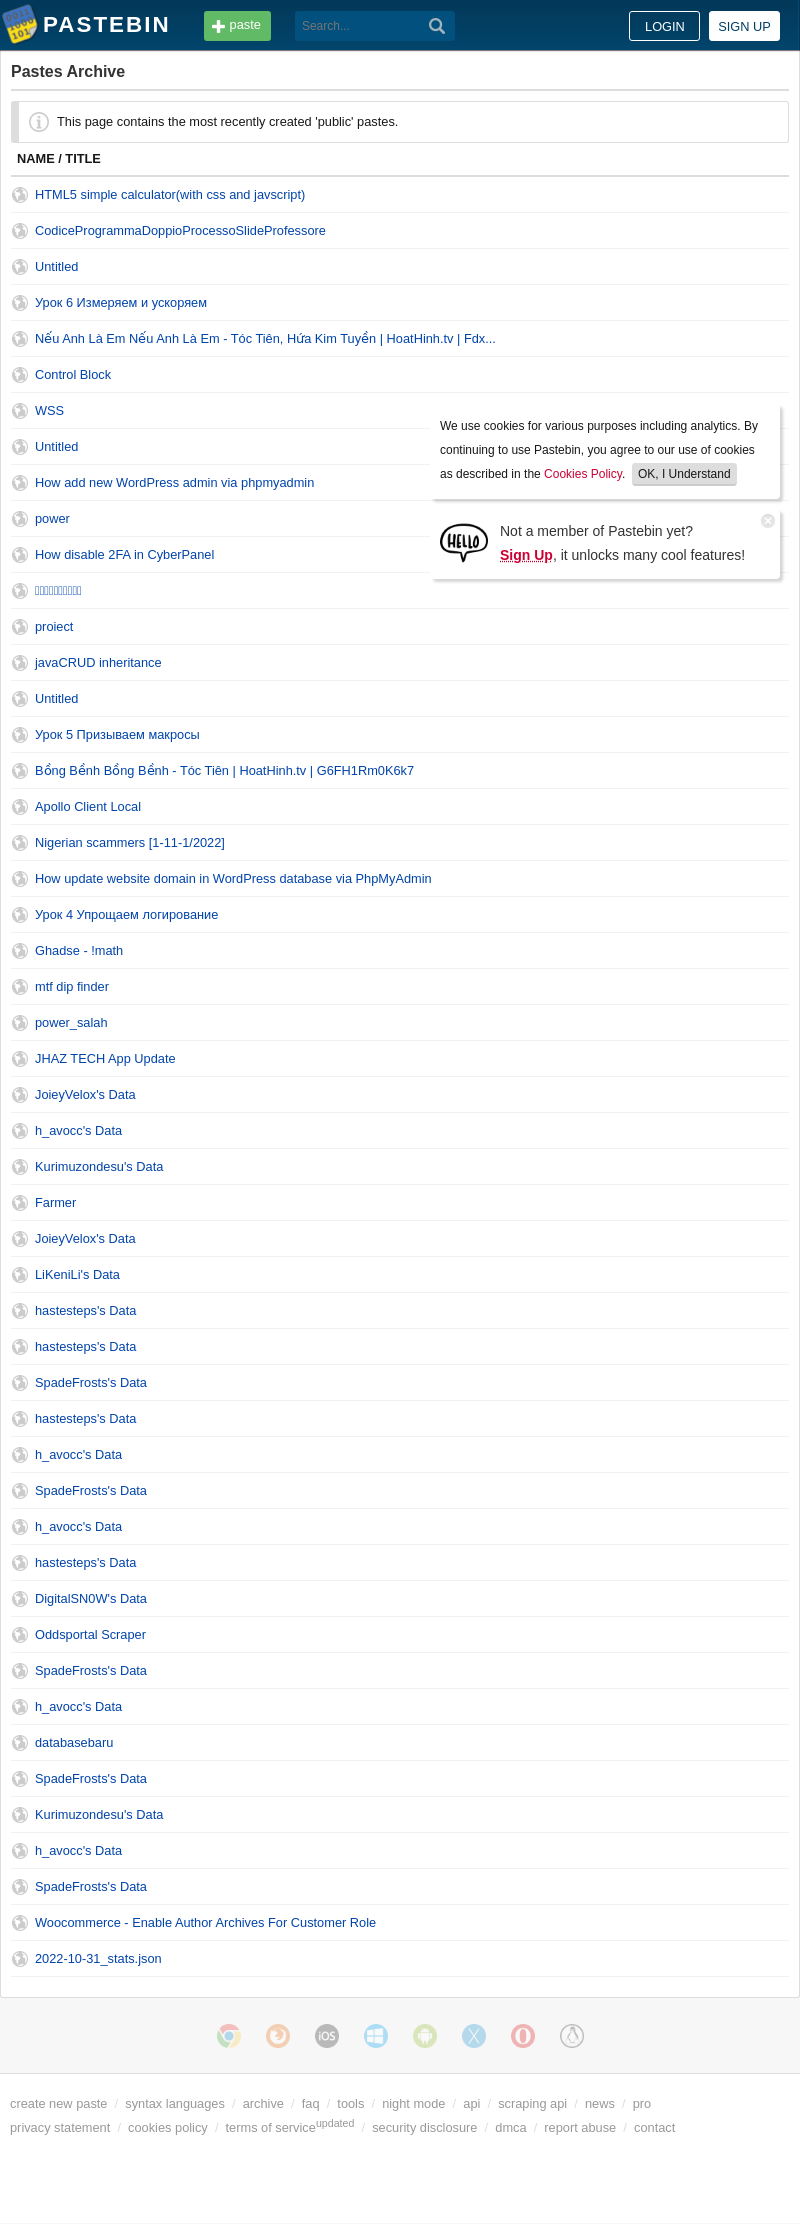 PASTEBIN
paste
Search...
LOGIN
SIGN UP
Pastes Archive
This page contains the most recently created 'public' pastes.
NAME / TITLE
HTML5 simple calculator(with css and javscript)
CodiceProgrammaDoppioProcessoSlideProfessore
Untitled
Урок 6 Измеряем и ускоряем
Nếu Anh Là Em Nếu Anh Là Em - Tóc Tiên, Hứa Kim Tuyền | HoatHinh.tv | Fdx...
Control Block
WSS
Untitled
How add new WordPress admin via phpmyadmin
power
How disable 2FA in CyberPanel
We use cookies for various purposes including analytics. By
continuing to use Pastebin, you agree to our use of cookies
as described in the Cookies Policy. OK, I Understand
HELLO
Not a member of Pastebin yet?
Sign Up, it unlocks many cool features!
proiect
javaCRUD inheritance
Untitled
Урок 5 Призываем макросы
Bồng Bềnh Bồng Bềnh - Tóc Tiên | HoatHinh.tv | G6FH1Rm0K6k7
Apollo Client Local
Nigerian scammers [1-11-1/2022]
How update website domain in WordPress database via PhpMyAdmin
Урок 4 Упрощаем логирование
Ghadse - !math
mtf dip finder
power_salah
JHAZ TECH App Update
JoieyVelox's Data
h_avocc's Data
Kurimuzondesu's Data
Farmer
JoieyVelox's Data
LiKeniLi's Data
hastesteps's Data
hastesteps's Data
SpadeFrosts's Data
hastesteps's Data
h_avocc's Data
SpadeFrosts's Data
h_avocc's Data
hastesteps's Data
DigitalSN0W's Data
Oddsportal Scraper
SpadeFrosts's Data
h_avocc's Data
databasebaru
SpadeFrosts's Data
Kurimuzondesu's Data
h_avocc's Data
SpadeFrosts's Data
Woocommerce - Enable Author Archives For Customer Role
2022-10-31_stats.json
iOS
create new paste / syntax languages / archive / faq / tools / night mode / api / scraping api / news / pro
privacy statement / cookies policy / terms of service updated / security disclosure / dmca / report abuse / contact